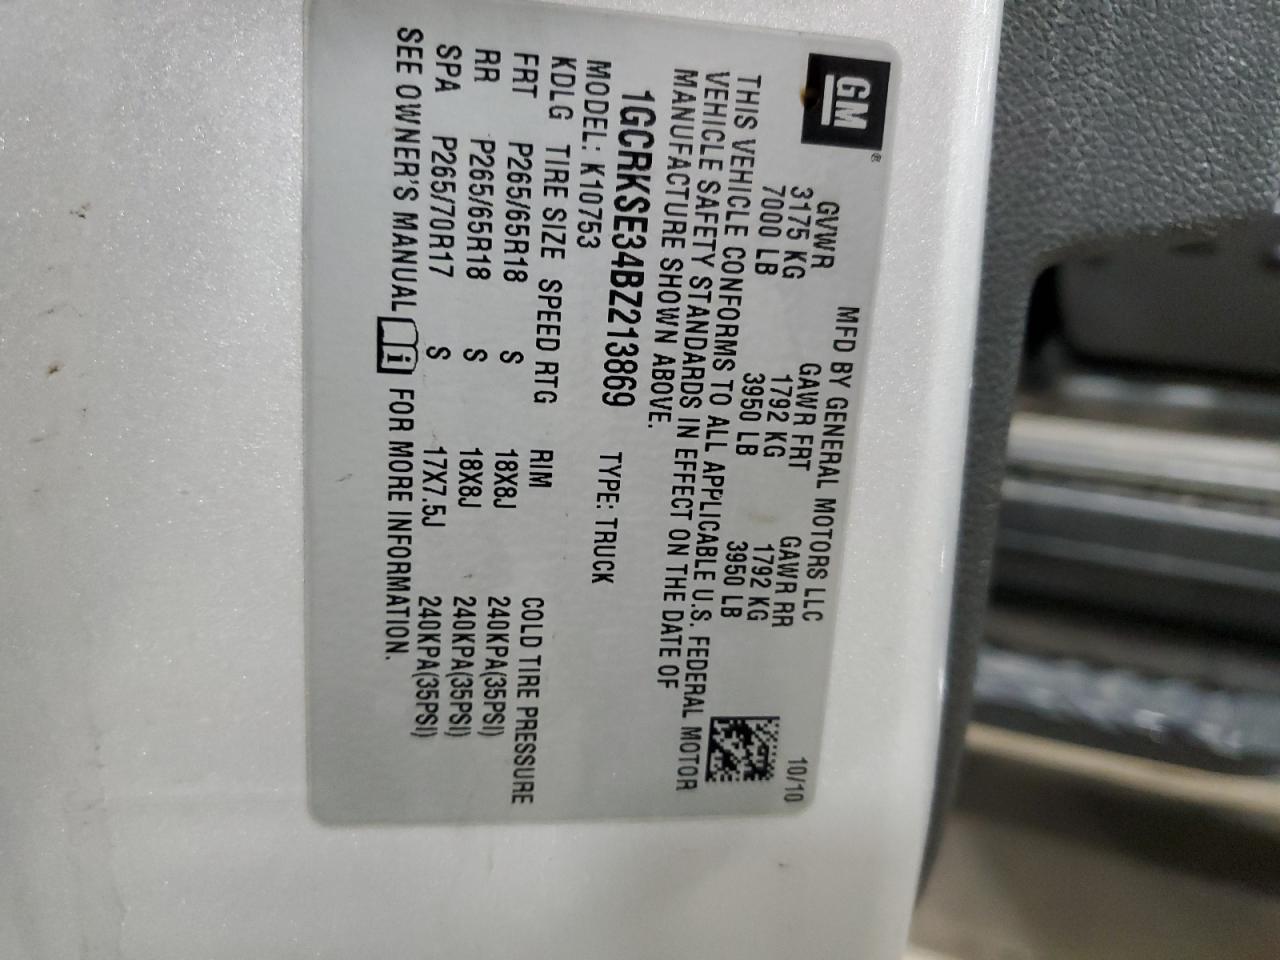 GM®
MFD BY GENERAL MOTORS LLC
10/10
GVWR GAWR FRT GAWR RR
3175 KG 1792 KG 1792 KG
7000 LB 3950 LB 3950 LB
THIS VEHICLE CONFORMS TO ALL APPLICABLE U.S. FEDERAL MOTOR
VEHICLE SAFETY STANDARDS IN EFFECT ON THE DATE OF
MANUFACTURE SHOWN ABOVE.
1GCRKSE34BZ213869 TYPE: TRUCK
MODEL: K10753
KDLG TIRE SIZE SPEED RTG RIM COLD TIRE PRESSURE
FRT P265/65R18 S 18X8J 240KPA(35PSI)
RR P265/65R18 S 18X8J 240KPA(35PSI)
SPA P265/70R17 S 17X7.5J 240KPA(35PSI)
SEE OWNER'S MANUAL i FOR MORE INFORMATION.